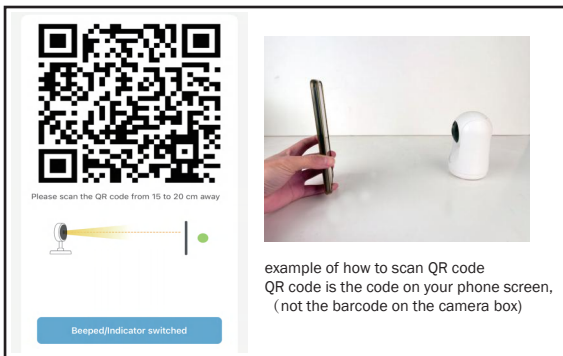 Please scan the QR code from 15 to 20 cm away
Beeped/Indicator switched
example of how to scan QR code
QR code is the code on your phone screen,
（not the barcode on the camera box)